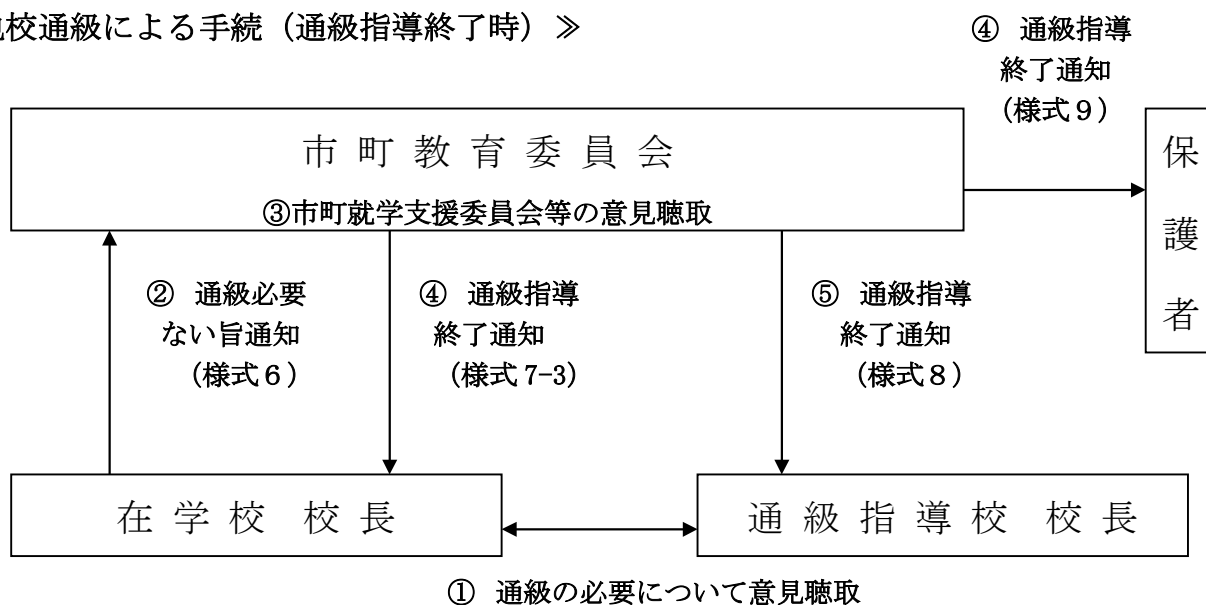 校通級による手続（通級指導終了時）≫
④ 通級指導
終了通知
（様式９）
市町教育委員会
③市町就学支援委員会等の意見聴取
保護者
② 通級必要
ない旨通知
（様式６）
④ 通級指導
終了通知
（様式 7-3）
⑤ 通級指導
終了通知
（様式８）
在学校 校長
通級指導校 校長
① 通級の必要について意見聴取